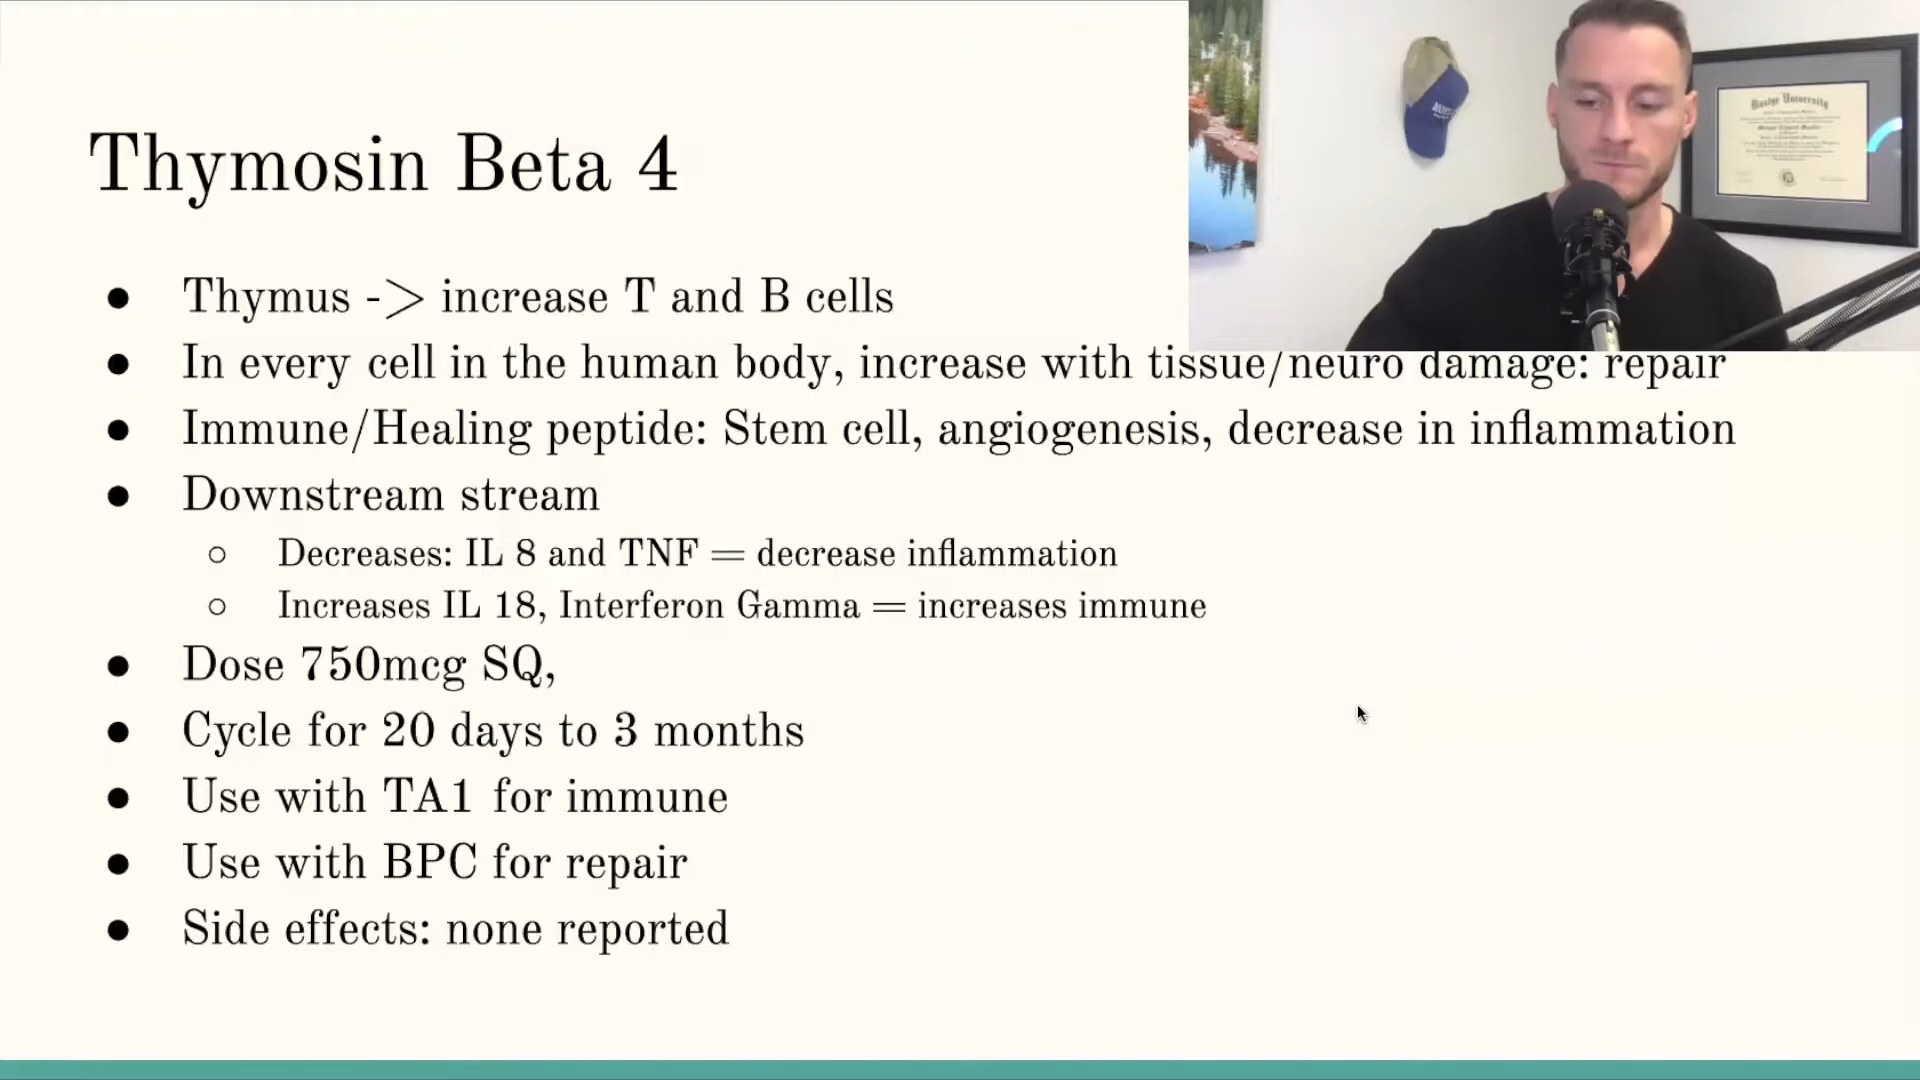 Thymosin Beta 4
● Thymus -> increase T and B cells
● In every cell in the human body, increase with tissue/neuro damage: repair
● Immune/Healing peptide: Stem cell, angiogenesis, decrease in inflammation
● Downstream stream
○ Decreases: IL 8 and TNF = decrease inflammation
○ Increases IL 18, Interferon Gamma = increases immune
● Dose 750mcg SQ,
● Cycle for 20 days to 3 months
● Use with TA1 for immune
● Use with BPC for repair
● Side effects: none reported
Bastyr University